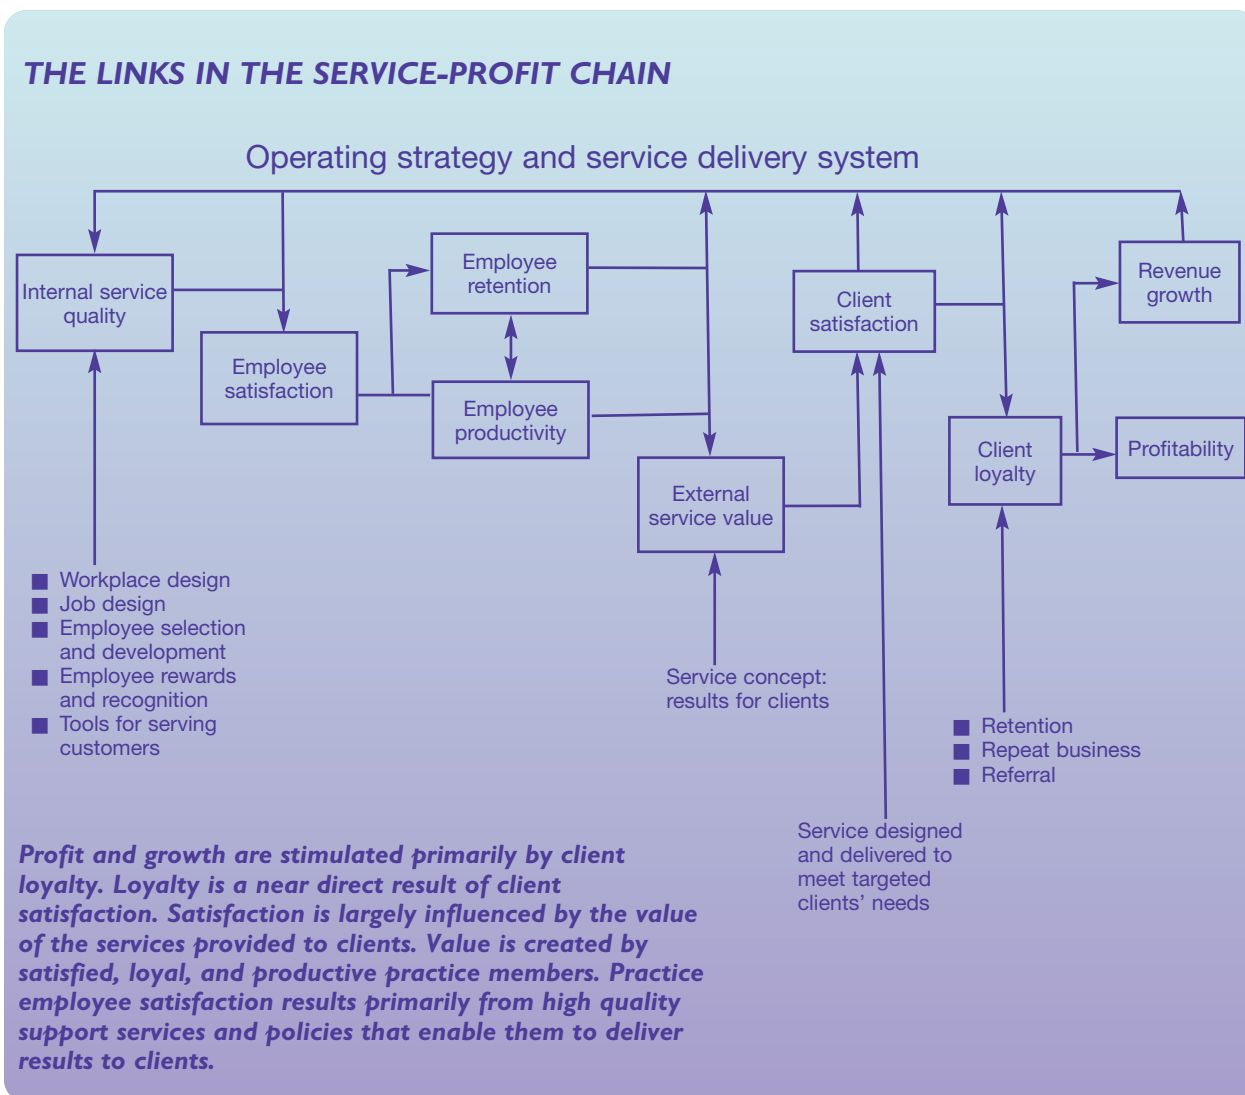 THE LINKS IN THE SERVICE-PROFIT CHAIN
Operating strategy and service delivery system
Internal service
quality
Employee
satisfaction
Employee
retention
Employee
productivity
External
service value
Client
satisfaction
Client
loyalty
Revenue
growth
Profitability
Workplace design
Job design
Employee selection
and development
Employee rewards
and recognition
Tools for serving
customers
Service concept:
results for clients
Service designed
and delivered to
meet targeted
clients’ needs
Retention
Repeat business
Referral
Profit and growth are stimulated primarily by client
loyalty. Loyalty is a near direct result of client
satisfaction. Satisfaction is largely influenced by the value
of the services provided to clients. Value is created by
satisfied, loyal, and productive practice members. Practice
employee satisfaction results primarily from high quality
support services and policies that enable them to deliver
results to clients.